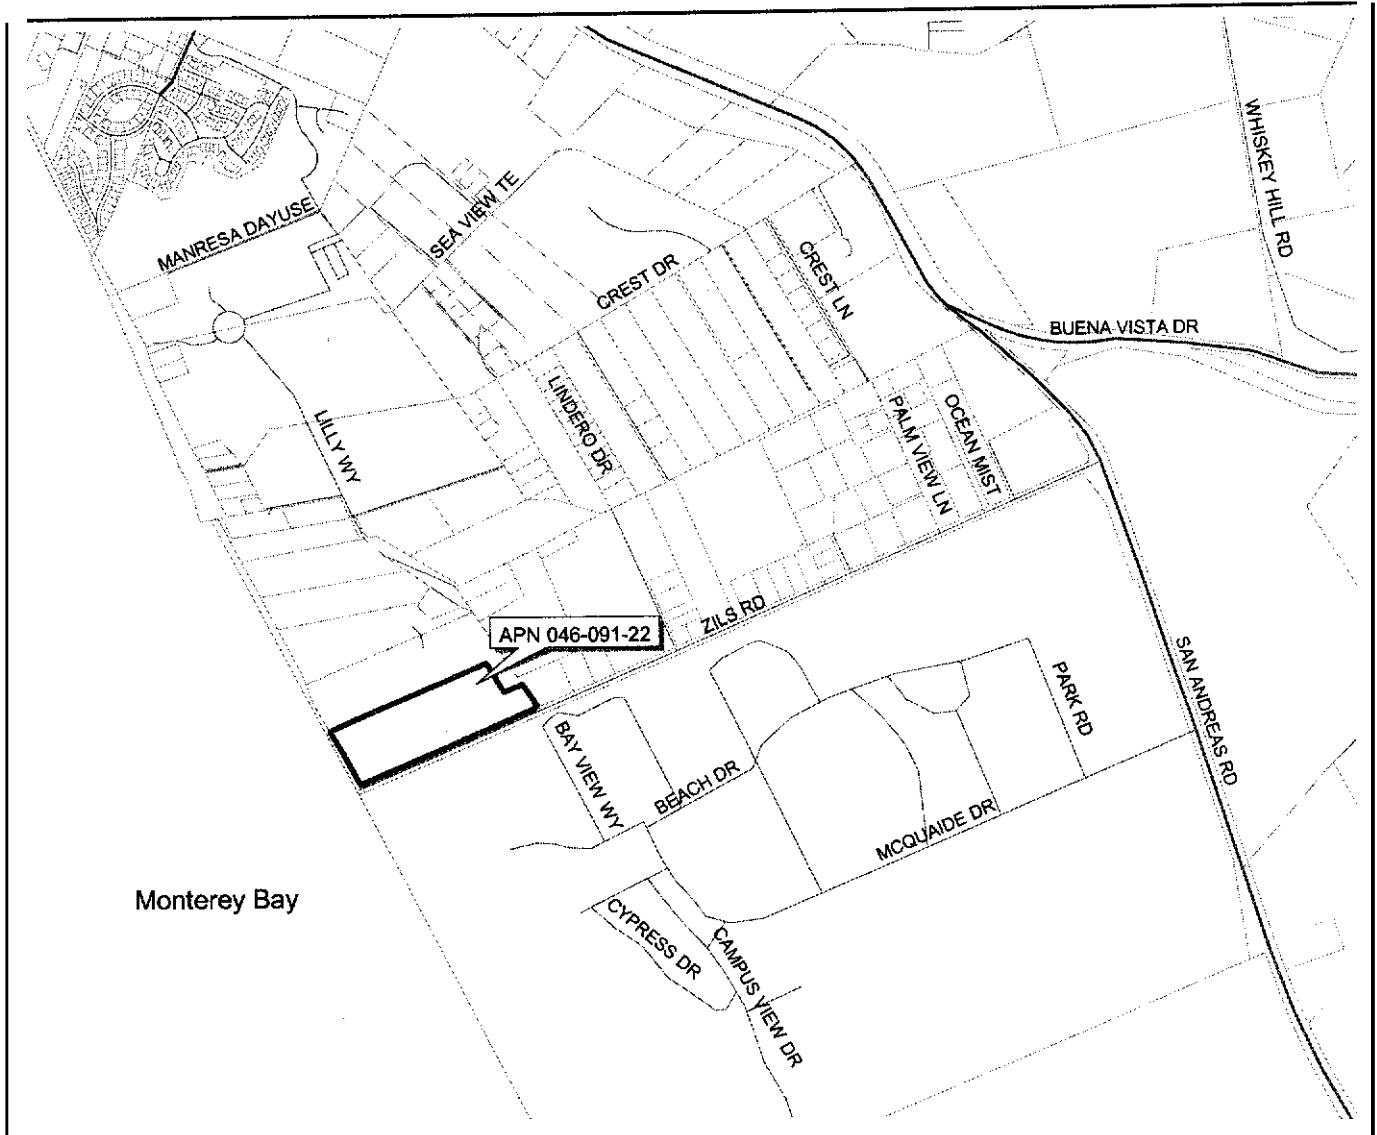 WHISKEY HILL RD
MANRESA DAYUSE
SEA VIEW TE
CREST DR
CREST LN
BUENA VISTA DR
LINDERO DR
LILLY WY
PALM VIEW LN
OCEAN MIST
ZILS RD
APN 046-091-22
SAN ANDREAS RD
PARK RD
BAY VIEW WY
BEACH DR
MCQUAIDE DR
Monterey Bay
CYPRESS DR
CAMPUS VIEW DR